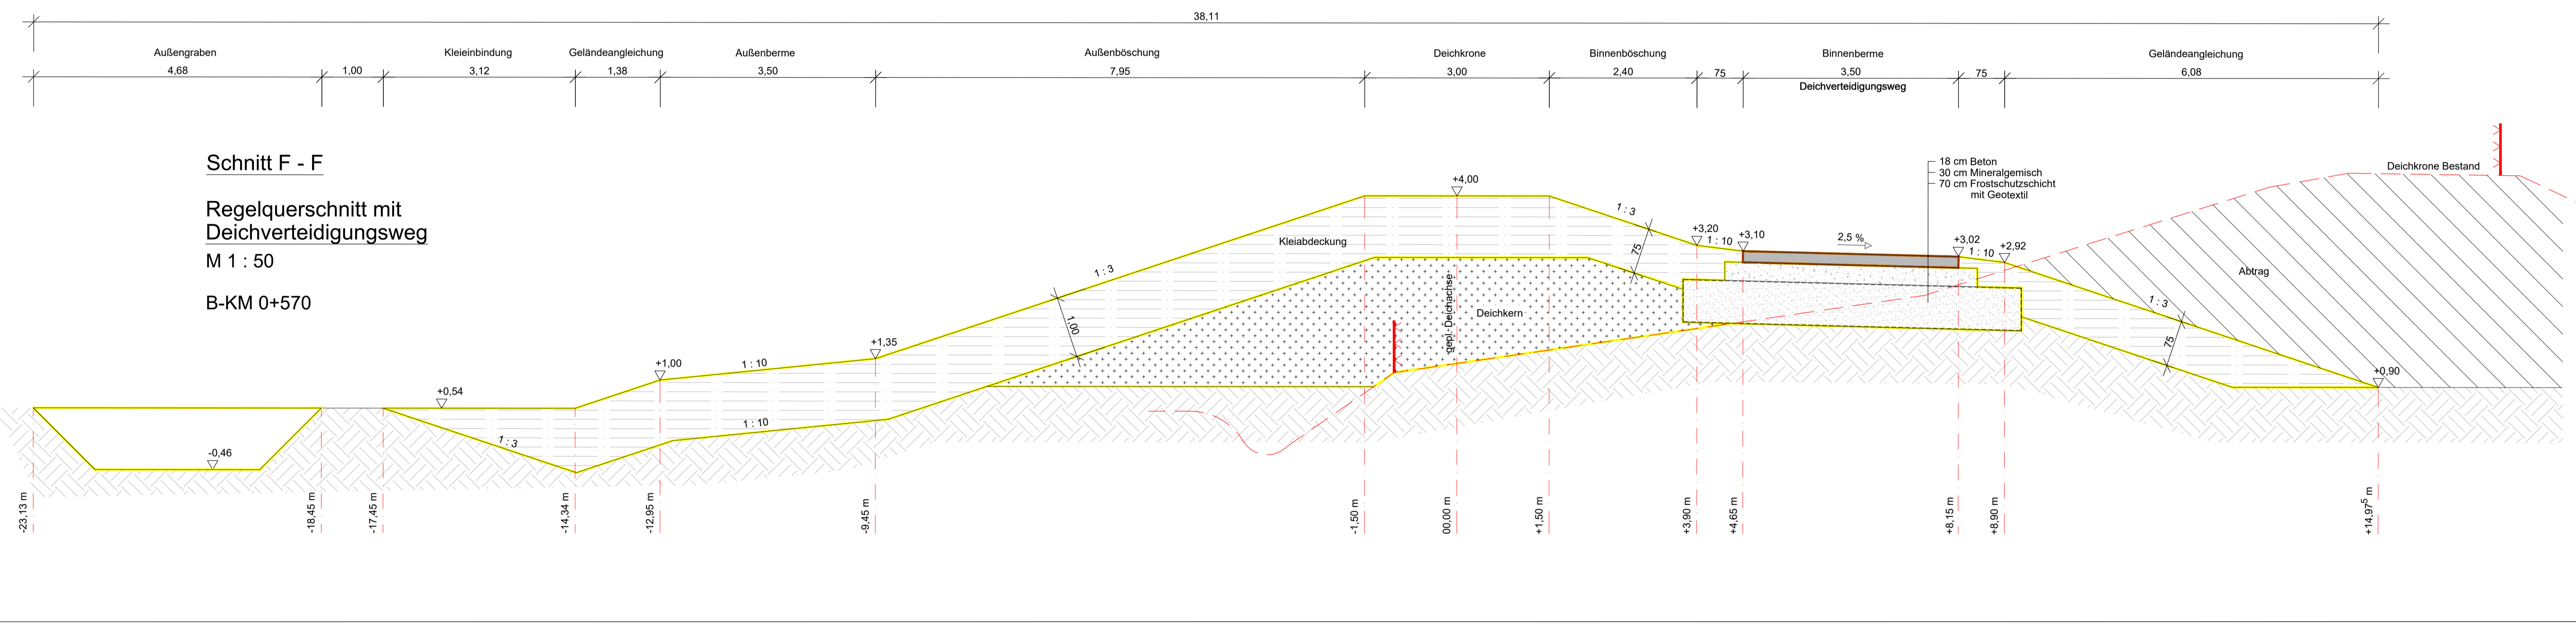 38,11
Außengraben
Kleieinbindung
Geländeangleichung
Außenberme
Außenböschung
Deichkrone
Binnenböschung
Binnenberme
Geländeangleichung
4,68
1,00
3,12
1,38
3,50
7,95
3,00
2,40
75
3,50
75
6,08
Deichverteidigungsweg
Schnitt F - F
Regelquerschnitt mit
Deichverteidigungsweg
M 1 : 50
B-KM 0+570
18 cm Beton
30 cm Mineralgemisch
70 cm Frostschutzschicht
mit Geotextil
Deichkrone Bestand
+4,00
1 : 3
+3,20
1 : 10
+3,10
2,5 %
+3,02
1 : 10
+2,92
Kleiabdeckung
75
1 : 3
Abtrag
1,00
gepl. Deichachse
Deichkern
1 : 3
75
+1,35
1 : 10
+1,00
+0,54
+0,90
1 : 10
1 : 3
-0,46
-23,13 m
-18,45 m
-17,45 m
-14,34 m
-12,95 m
-9,45 m
-1,50 m
00,00 m
+1,50 m
+3,90 m
+4,65 m
+8,15 m
+8,90 m
+14,97⁵ m